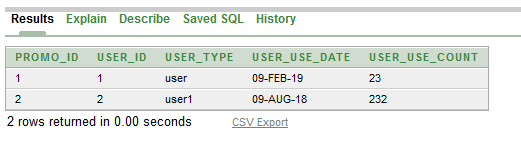 Results Explain Describe Saved SQL History
PROMO_ID USER_ID USER_TYPE USER_USE_DATE USER_USE_COUNT
1 1 user 09-FEB-19 23
2 2 user1 09-AUG-18 232
2 rows returned in 0.00 seconds CSV Export